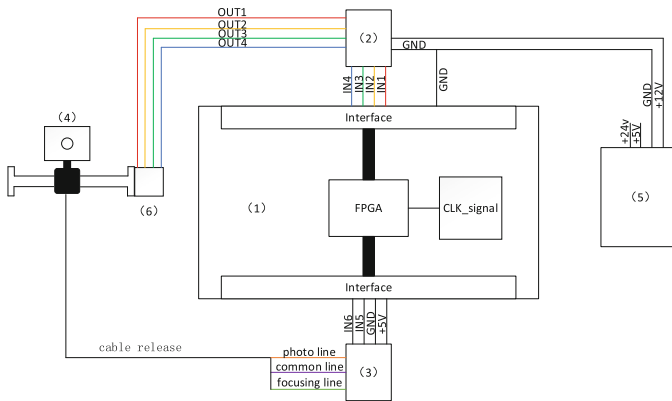 OUT1
OUT2
OUT3
OUT4
(2)
GND
IN4
IN3
IN2
IN1
GND
GND
+12V
+24v
+5V
(4)
Interface
(6)
(1)
FPGA
CLK_signal
(5)
Interface
IN6
IN5
GND
+5V
cable release
photo line
common line
focusing line
(3)